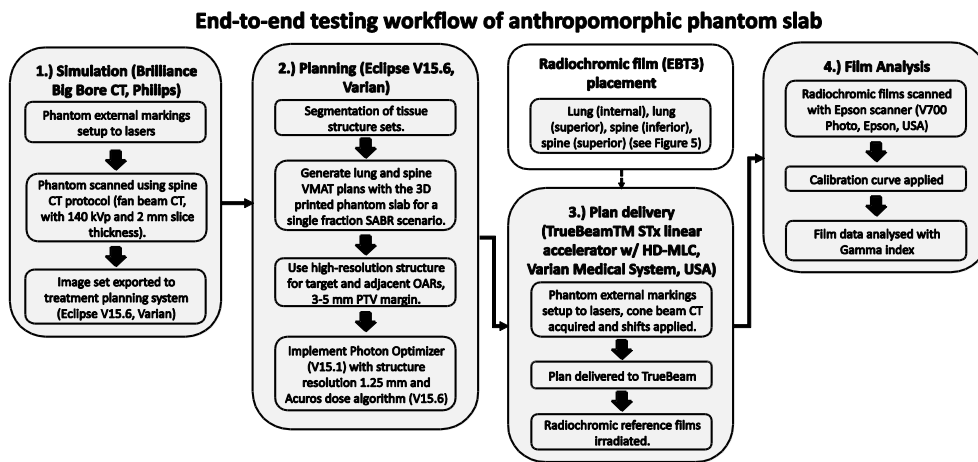 End-to-end testing workflow of anthropomorphic phantom slab
1.) Simulation (Brilliance
Big Bore CT, Philips)
Phantom external markings
setup to lasers
Phantom scanned using spine
CT protocol (fan beam CT,
with 140 kVp and 2 mm slice
thickness).
Image set exported to
treatment planning system
(Eclipse V15.6, Varian)
2.) Planning (Eclipse V15.6,
Varian)
Segmentation of tissue
structure sets.
Generate lung and spine
VMAT plans with the 3D
printed phantom slab for a
single fraction SABR scenario.
Use high-resolution structure
for target and adjacent OARs,
3-5 mm PTV margin.
Implement Photon Optimizer
(V15.1) with structure
resolution 1.25 mm and
Acuros dose algorithm (V15.6)
Radiochromic film (EBT3)
placement
Lung (internal), lung
(superior), spine (inferior),
spine (superior) (see Figure 5)
3.) Plan delivery
(TrueBeamTM STx linear
accelerator w/ HD-MLC,
Varian Medical System, USA)
Phantom external markings
setup to lasers, cone beam CT
acquired and shifts applied.
Plan delivered to TrueBeam
Radiochromic reference films
irradiated.
4.) Film Analysis
Radiochromic films scanned
with Epson scanner (V700
Photo, Epson, USA)
Calibration curve applied
Film data analysed with
Gamma index